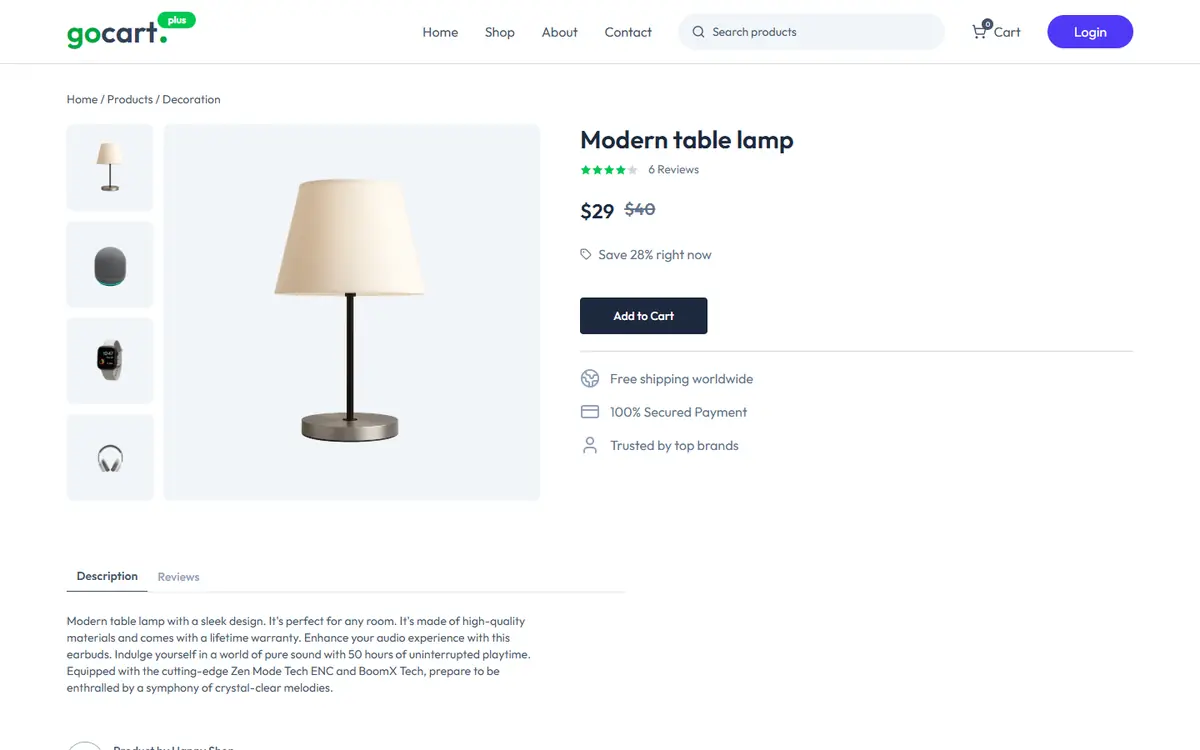 gocart. plus
Home Shop About Contact Search products 0 Cart Login
Home / Products / Decoration
Modern table lamp
6 Reviews
$29 $40
Save 28% right now
Add to Cart
Free shipping worldwide
100% Secured Payment
Trusted by top brands
Description Reviews
Modern table lamp with a sleek design. It's perfect for any room. It's made of high-quality
materials and comes with a lifetime warranty. Enhance your audio experience with this
earbuds. Indulge yourself in a world of pure sound with 50 hours of uninterrupted playtime.
Equipped with the cutting-edge Zen Mode Tech ENC and BoomX Tech, prepare to be
enthralled by a symphony of crystal-clear melodies.
Product by Happy Shop